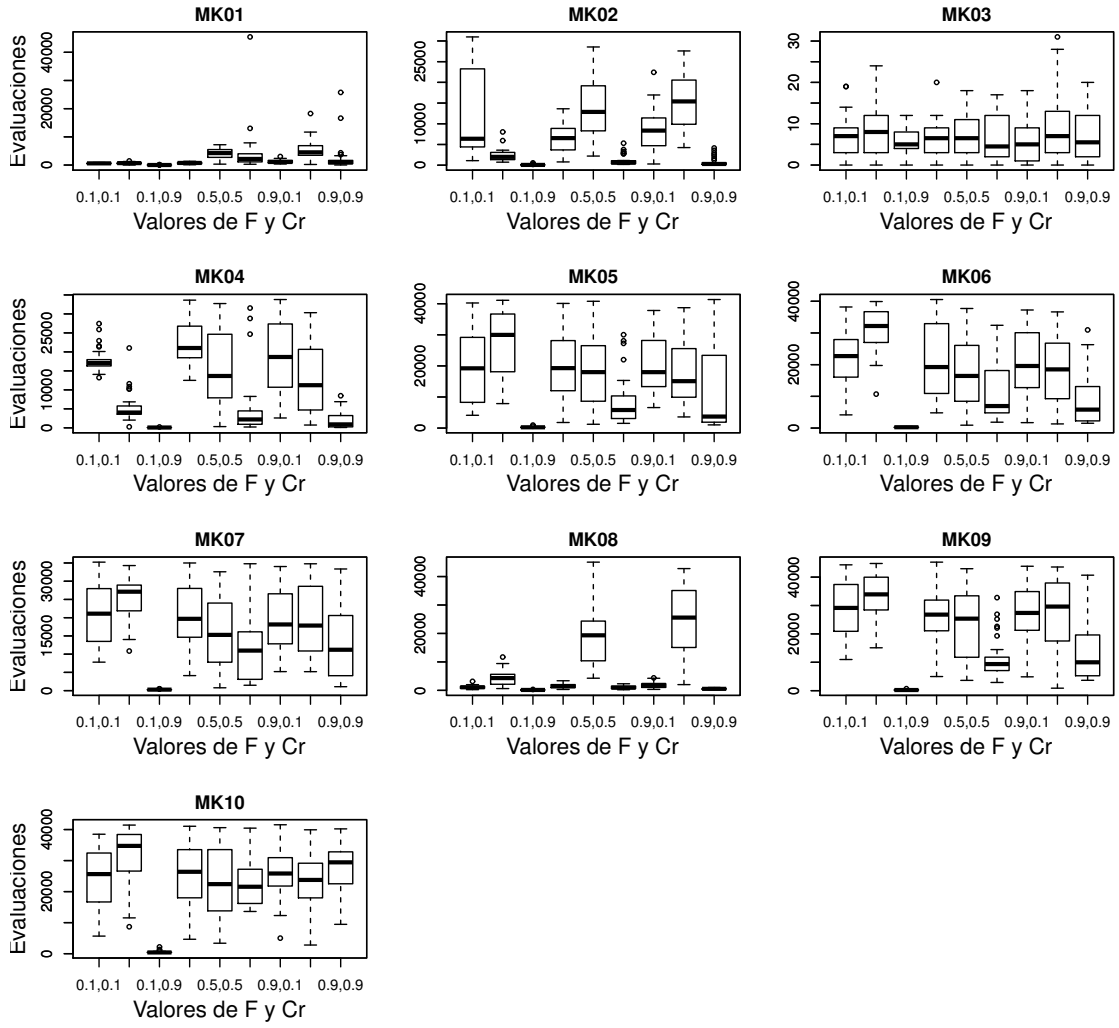 MK01
Evaluaciones
0 20000 40000
0.1,0.1 0.1,0.9 0.5,0.5 0.9,0.1 0.9,0.9
Valores de F y Cr
MK02
0 10000 25000
0.1,0.1 0.1,0.9 0.5,0.5 0.9,0.1 0.9,0.9
Valores de F y Cr
MK03
0 10 20 30
0.1,0.1 0.1,0.9 0.5,0.5 0.9,0.1 0.9,0.9
Valores de F y Cr
MK04
Evaluaciones
0 10000 25000
0.1,0.1 0.1,0.9 0.5,0.5 0.9,0.1 0.9,0.9
Valores de F y Cr
MK05
0 20000 40000
0.1,0.1 0.1,0.9 0.5,0.5 0.9,0.1 0.9,0.9
Valores de F y Cr
MK06
0 20000 40000
0.1,0.1 0.1,0.9 0.5,0.5 0.9,0.1 0.9,0.9
Valores de F y Cr
MK07
Evaluaciones
0 15000 30000
0.1,0.1 0.1,0.9 0.5,0.5 0.9,0.1 0.9,0.9
Valores de F y Cr
MK08
0 20000 40000
0.1,0.1 0.1,0.9 0.5,0.5 0.9,0.1 0.9,0.9
Valores de F y Cr
MK09
0 20000 40000
0.1,0.1 0.1,0.9 0.5,0.5 0.9,0.1 0.9,0.9
Valores de F y Cr
MK10
Evaluaciones
0 20000 40000
0.1,0.1 0.1,0.9 0.5,0.5 0.9,0.1 0.9,0.9
Valores de F y Cr